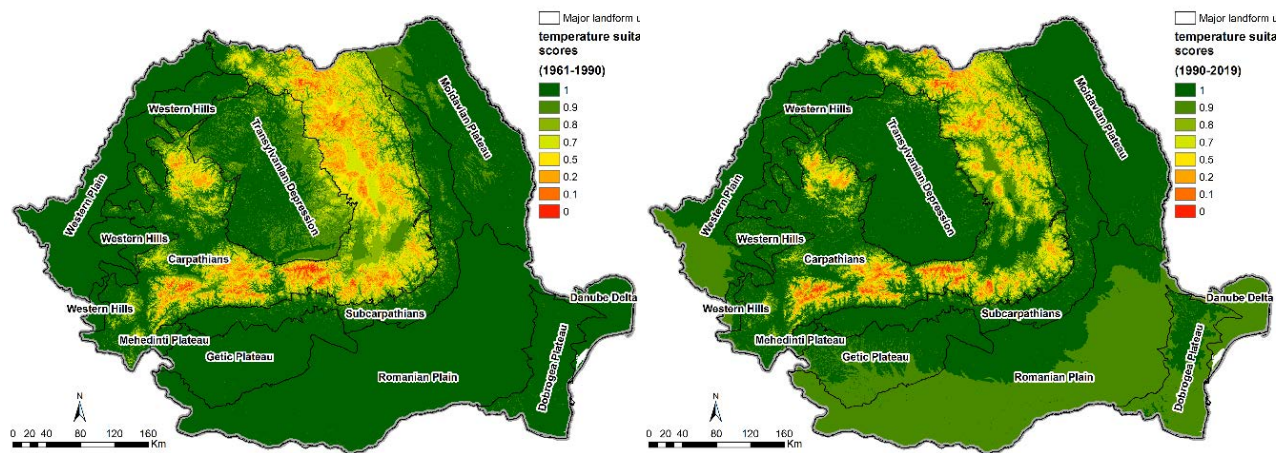 Major landform u
temperature suita
scores
(1961-1990)
1
0.9
0.8
0.7
0.5
0.2
0.1
0
Western Hills
Moldavian Plateau
Transylvanian Depression
Western Plain
Western Hills
Carpathians
Western Hills
Subcarpathians
Danube Delta
Mehedinti Plateau
Getic Plateau
Romanian Plain
Dobrogea Plateau
N
0 20 40 80 120 160
Km
Major landform u
temperature suita
scores
(1990-2019)
1
0.9
0.8
0.7
0.5
0.2
0.1
0
Western Hills
Moldavian Plateau
Transylvanian Depression
Western Plain
Western Hills
Carpathians
Western Hills
Subcarpathians
Danube Delta
Mehedinti Plateau
Getic Plateau
Romanian Plain
Dobrogea Plateau
N
0 20 40 80 120 160
Km